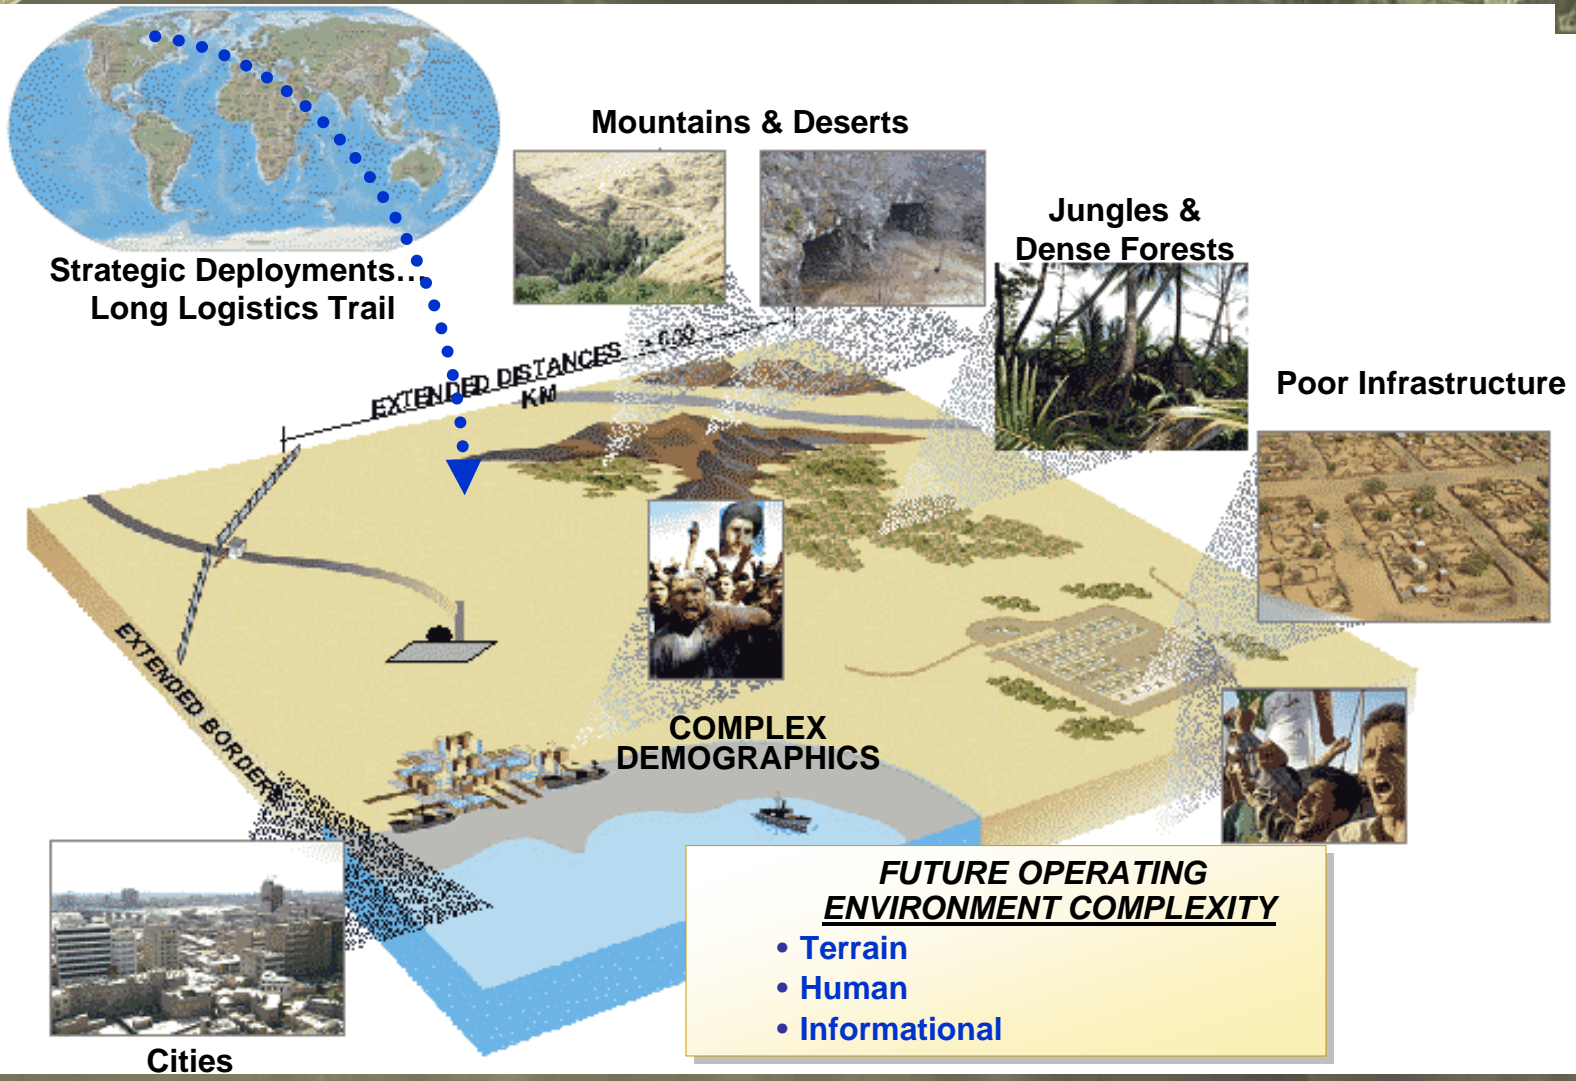 Mountains & Deserts
Jungles &
Dense Forests
Strategic Deployments...
Long Logistics Trail
EXTENDED DISTANCES
KM
Poor Infrastructure
EXTENDED BORDERS
COMPLEX
DEMOGRAPHICS
FUTURE OPERATING
ENVIRONMENT COMPLEXITY
• Terrain
• Human
• Informational
Cities